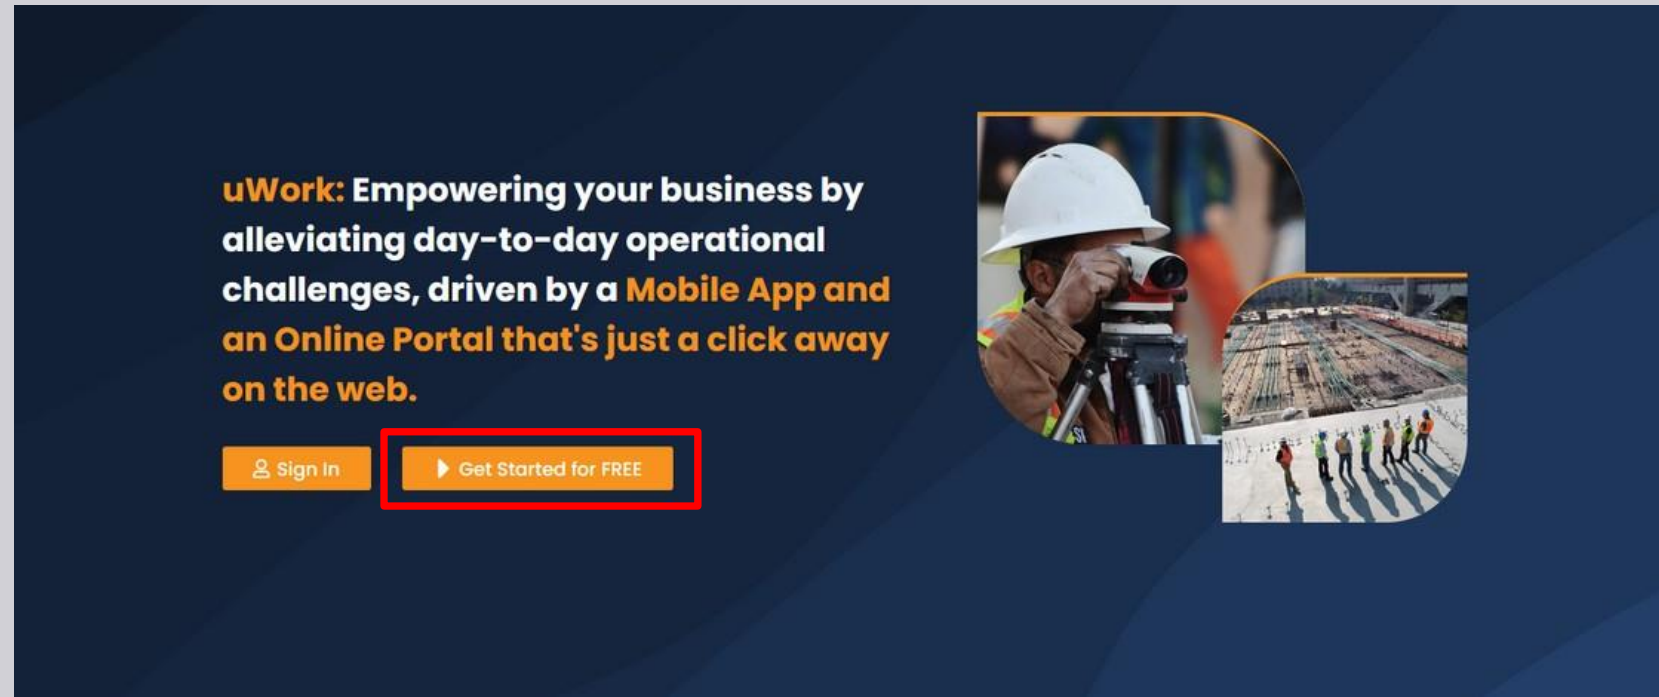 uWork: Empowering your business by
alleviating day-to-day operational
challenges, driven by a Mobile App and
an Online Portal that's just a click away
on the web.
Sign In
Get Started for FREE